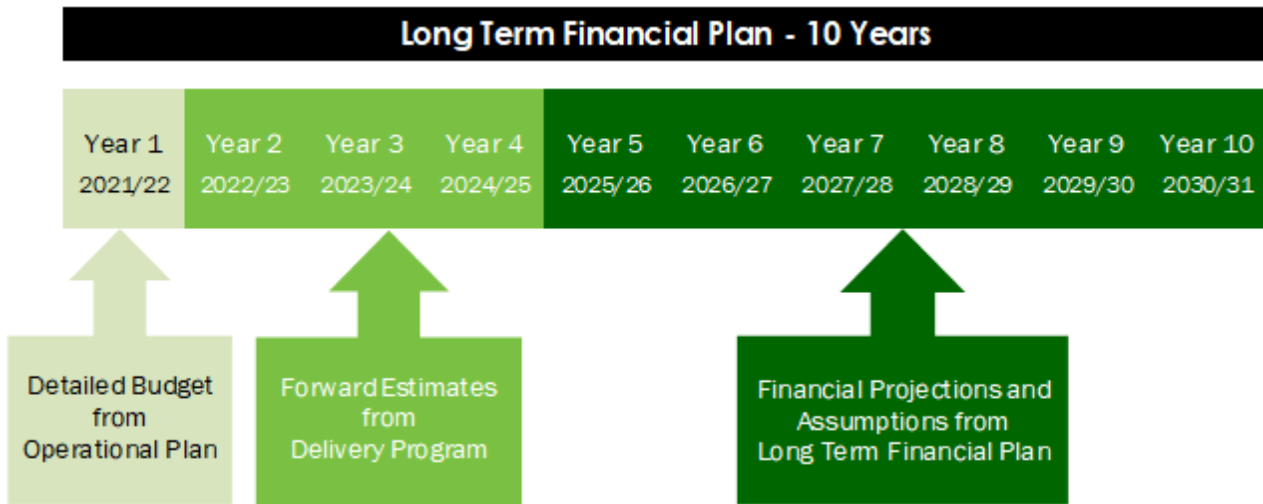 Long Term Financial Plan - 10 Years
Year 1 Year 2 Year 3 Year 4 Year 5 Year 6 Year 7 Year 8 Year 9 Year 10
2021/22 2022/23 2023/24 2024/25 2025/26 2026/27 2027/28 2028/29 2029/30 2030/31
Detailed Budget
from
Operational Plan
Forward Estimates
from
Delivery Program
Financial Projections and
Assumptions from
Long Term Financial Plan